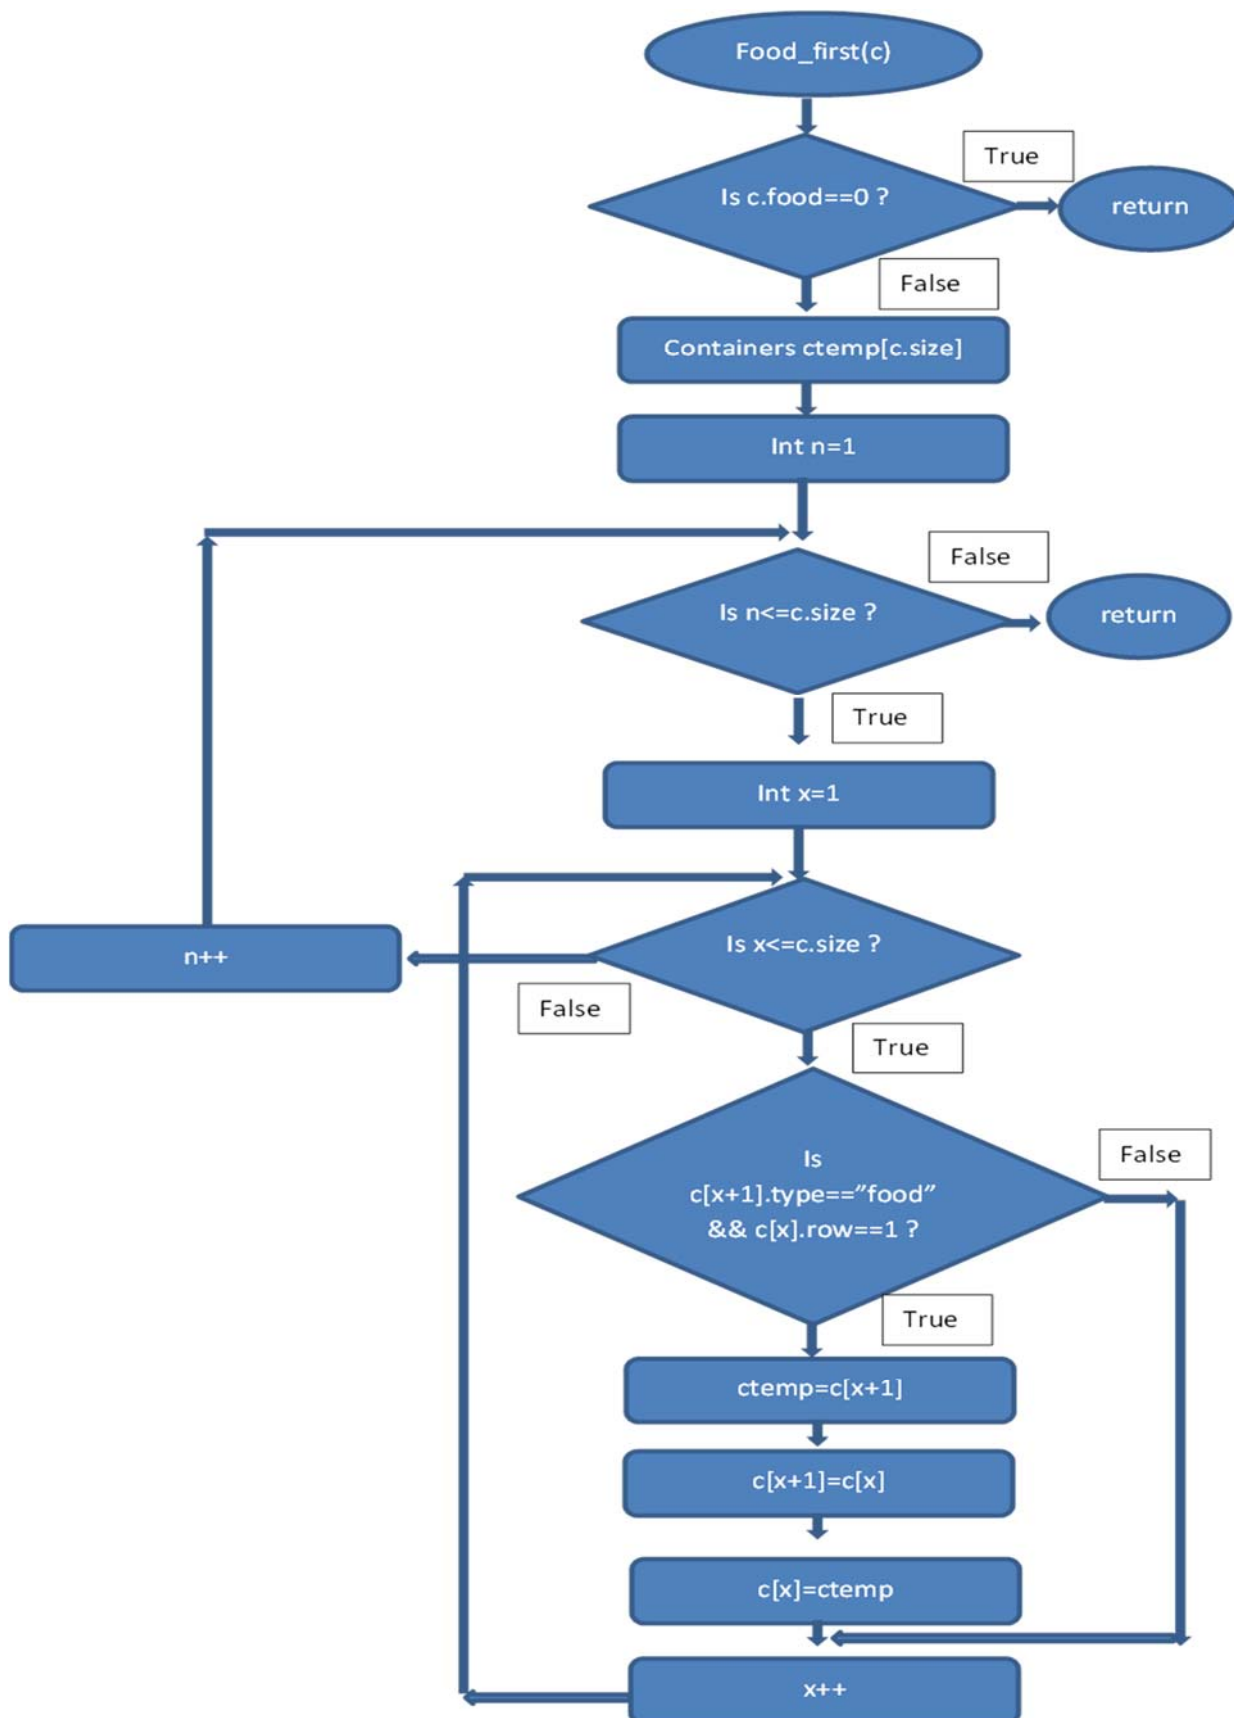 Food_first(c)
True
Is c.food==0 ?
return
False
Containers ctemp[c.size]
Int n=1
False
Is n<=c.size ?
return
True
Int x=1
Is x<=c.size ?
n++
False
True
Is
c[x+1].type==”food”
&& c[x].row==1 ?
False
True
ctemp=c[x+1]
c[x+1]=c[x]
c[x]=ctemp
x++